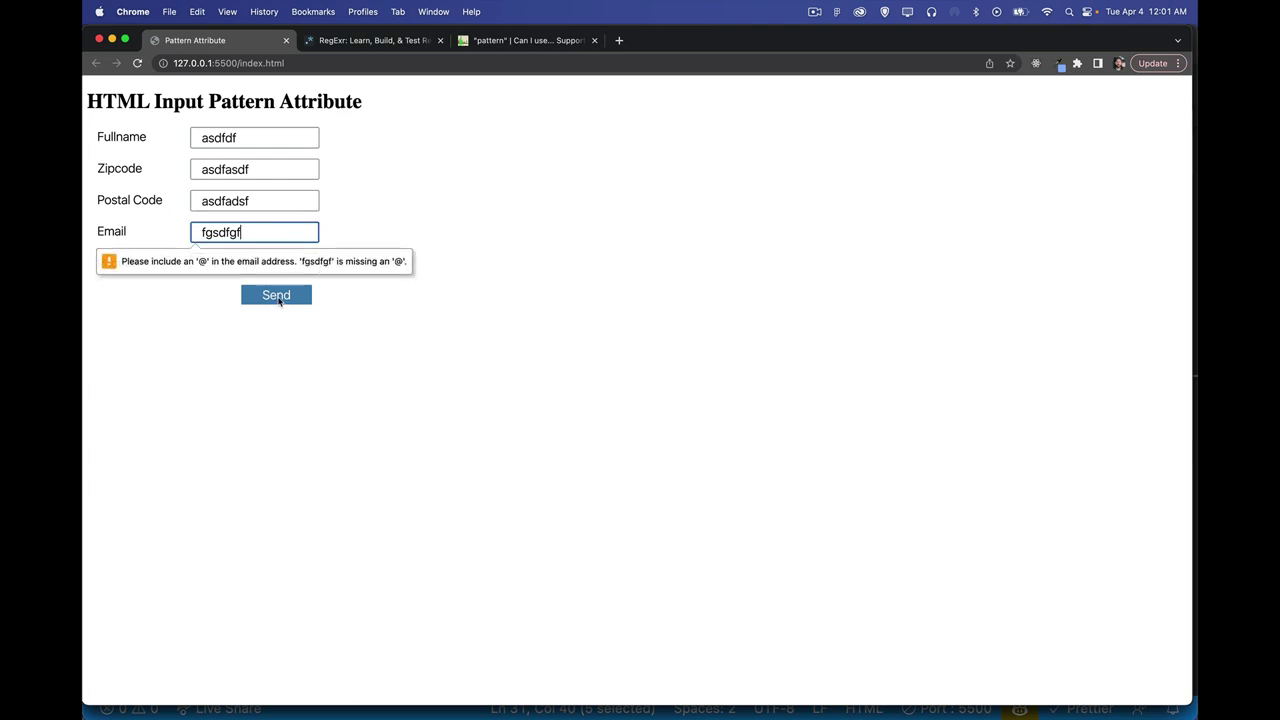 Chrome File Edit View History Bookmarks Profiles Tab Window Help Tue Apr 4 12:01 AM
Pattern Attribute RegExr: Learn, Build, & Test Re "pattern" | Can I use... Support
127.0.0.1:5500/index.html Update
HTML Input Pattern Attribute
Fullname asdfdf
Zipcode asdfasdf
Postal Code asdfadsf
Email fgsdfgf
Please include an '@' in the email address. 'fgsdfgf' is missing an '@'.
Send
0 0 Live Share Ln 31, Col 40 (5 selected) Spaces: 2 UTF-8 LF HTML Port : 5500 Prettier